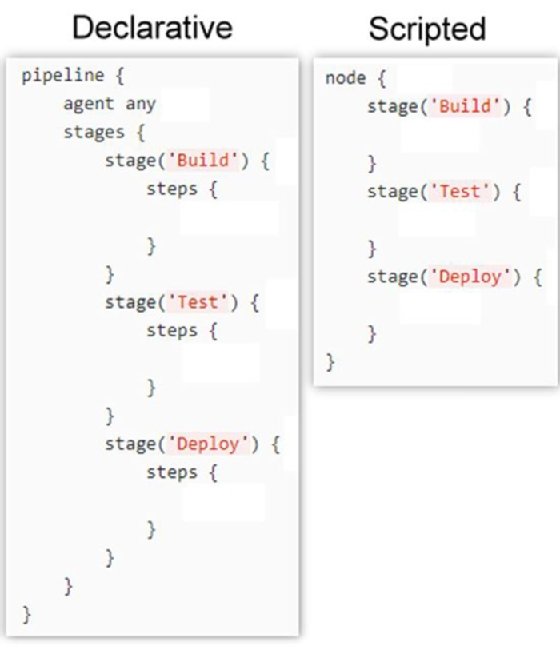 Declarative
pipeline {
    agent any
    stages {
        stage('Build') {
            steps {
            }
        }
        stage('Test') {
            steps {
            }
        }
        stage('Deploy') {
            steps {
            }
        }
    }
}
Scripted
node {
    stage('Build') {
    }
    stage('Test') {
    }
    stage('Deploy') {
    }
}